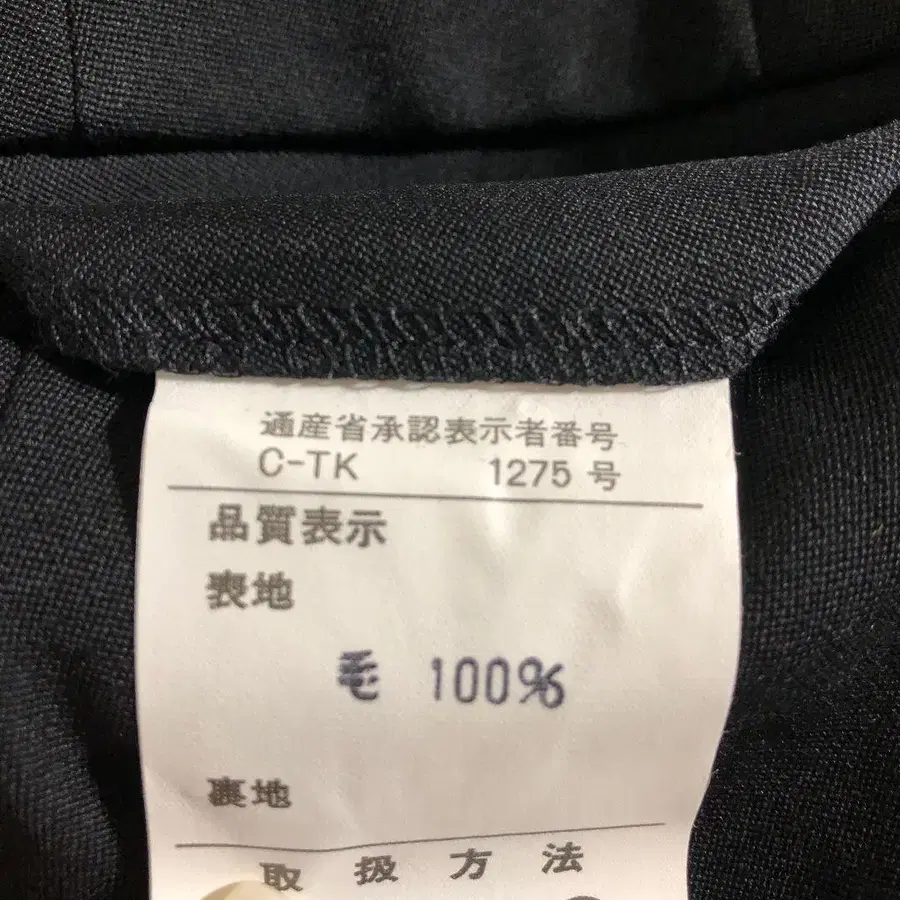 通産省承認表示者番号
C-TK 1275 号
品質表示
表地
毛 100%
裏地
取扱方法